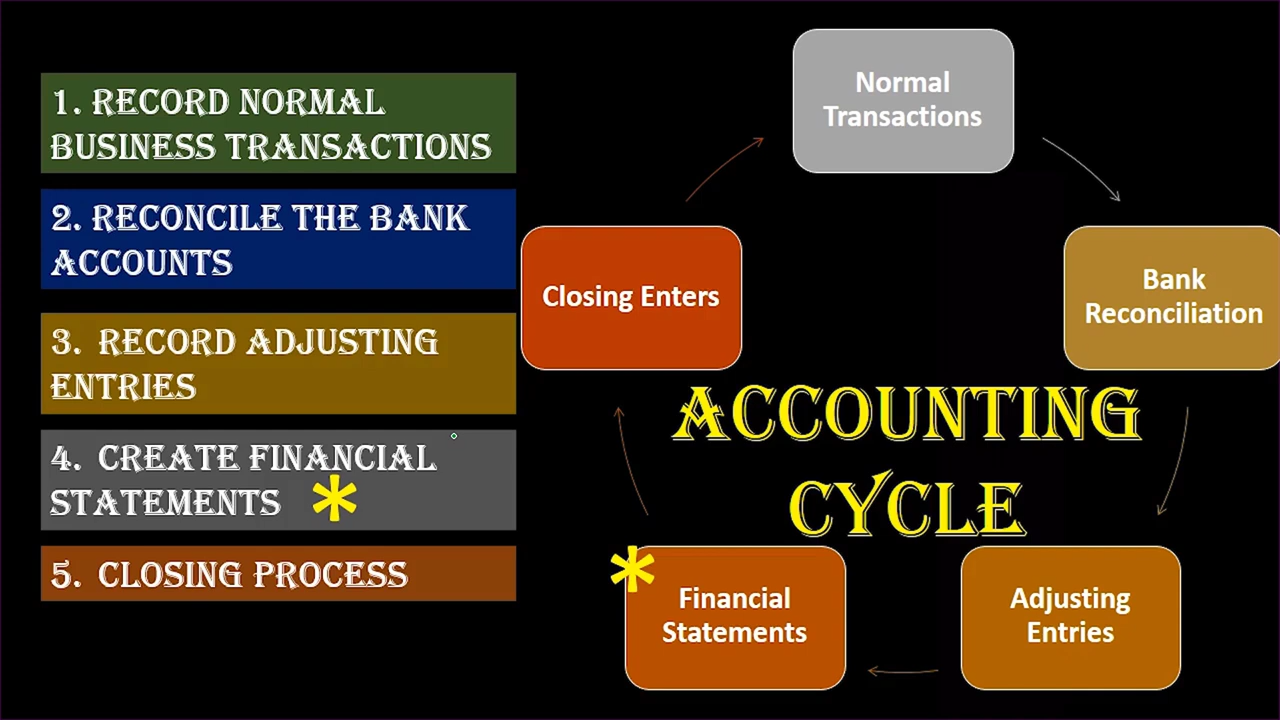 1. RECORD NORMAL
BUSINESS TRANSACTIONS
2. RECONCILE THE BANK
ACCOUNTS
3. RECORD ADJUSTING
ENTRIES
4. CREATE FINANCIAL
STATEMENTS *
5. CLOSING PROCESS
Normal
Transactions
Bank
Reconciliation
Adjusting
Entries
* Financial
Statements
Closing Enters
ACCOUNTING
CYCLE